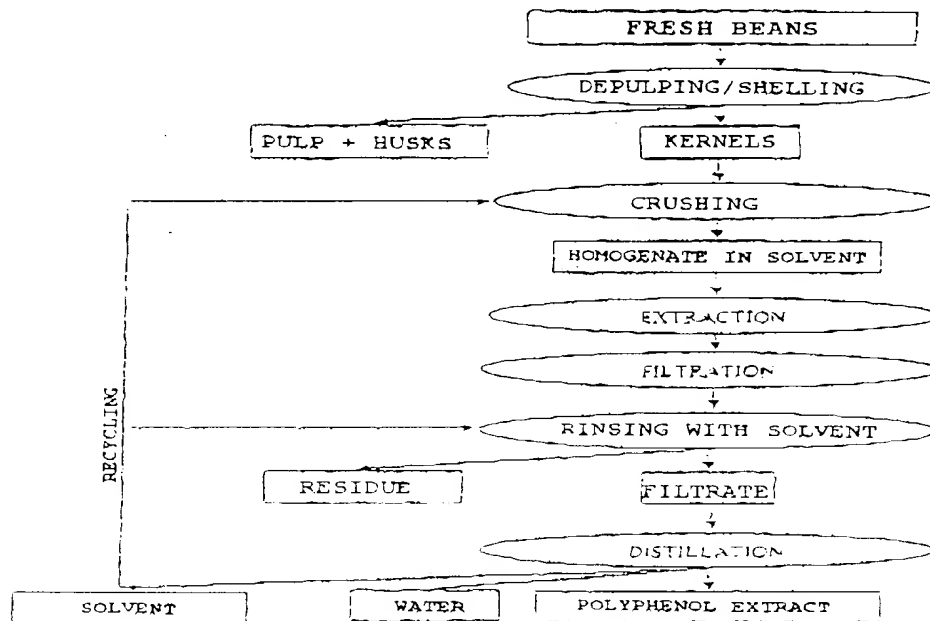 FRESH BEANS
DEPULPING/SHELLING
PULP + HUSKS
KERNELS
CRUSHING
HOMOGENATE IN SOLVENT
EXTRACTION
FILTRATION
RECYCLING
RINSING WITH SOLVENT
RESIDUE
FILTRATE
DISTILLATION
SOLVENT
WATER
POLYPHENOL EXTRACT